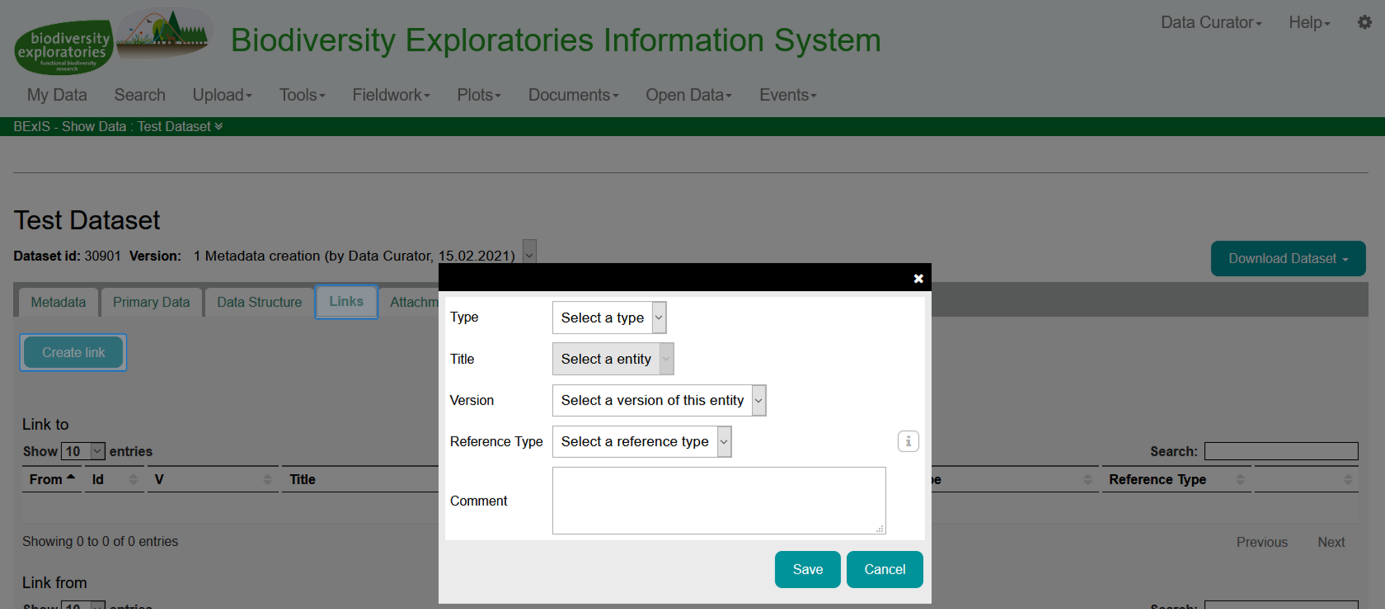 biodiversity
exploratories
functional biodiversity
research
Biodiversity Exploratories Information System
Data Curator
Help
My Data
Search
Upload
Tools
Fieldwork
Plots
Documents
Open Data
Events
BExIS - Show Data : Test Dataset
Test Dataset
Dataset id: 30901 Version: 1 Metadata creation (by Data Curator, 15.02.2021)
Download Dataset
Metadata
Primary Data
Data Structure
Links
Attachm
Create link
Type
Select a type
Title
Select a entity
Version
Select a version of this entity
Reference Type
Select a reference type
Comment
Save
Cancel
Link to
Show 10 entries
Search:
From
Id
V
Title
pe
Reference Type
Showing 0 to 0 of 0 entries
Previous
Next
Link from
Show 10 entries
Search: